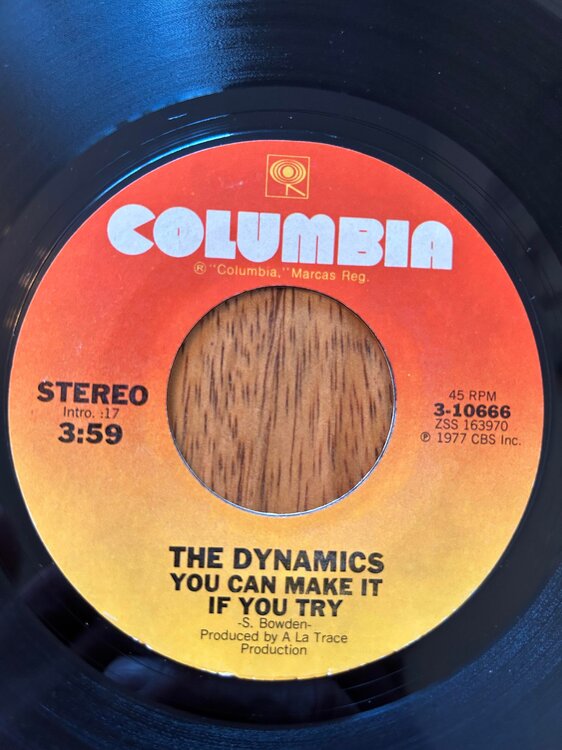 COLUMBIA
® "Columbia," Marcas Reg.
STEREO
Intro. :17
3:59
45 RPM
3-10666
ZSS 163970
℗ 1977 CBS Inc.
THE DYNAMICS
YOU CAN MAKE IT
IF YOU TRY
-S. Bowden-
Produced by A La Trace
Production